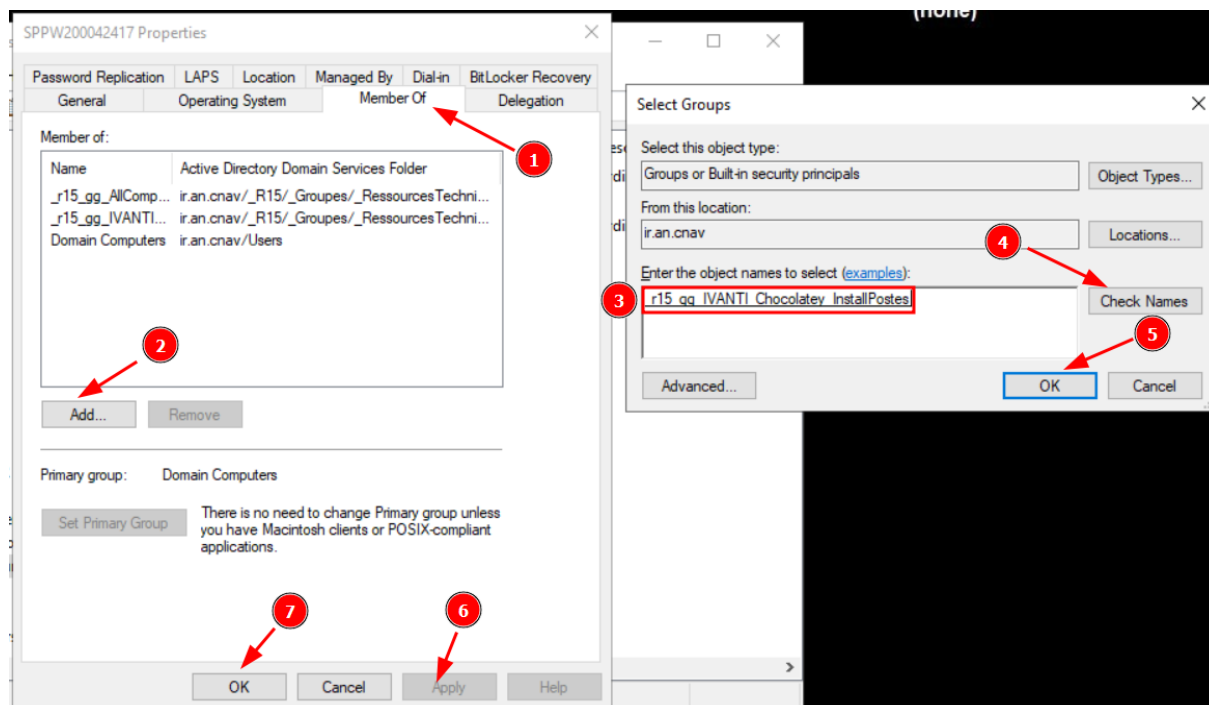 (none)
SPPW200042417 Properties
Password Replication LAPS Location Managed By Dial-in BitLocker Recovery
General Operating System Member Of Delegation
1
Member of:
Name Active Directory Domain Services Folder
_r15_gg_AllComp... ir.an.cnav/_R15/_Groupes/_RessourcesTechni...
_r15_gg_IVANTI... ir.an.cnav/_R15/_Groupes/_RessourcesTechni...
Domain Computers ir.an.cnav/Users
2
Add... Remove
Primary group: Domain Computers
Set Primary Group
There is no need to change Primary group unless
you have Macintosh clients or POSIX-compliant
applications.
7
6
OK Cancel Apply Help
Select Groups
Select this object type:
Groups or Built-in security principals Object Types...
From this location:
ir.an.cnav Locations...
4
Enter the object names to select (examples):
3
_r15_gg_IVANTI_Chocolatey_InstallPostes Check Names
5
Advanced... OK Cancel